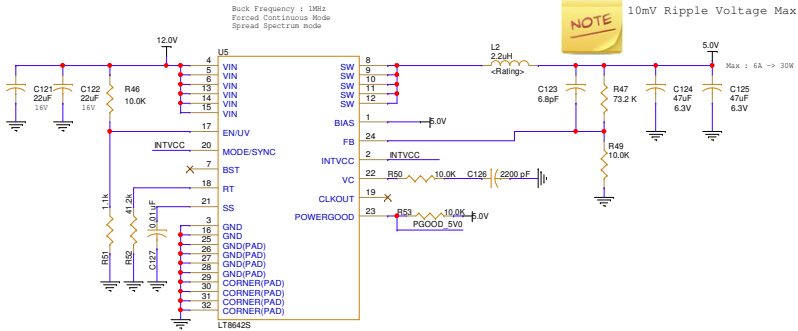 Buck Frequency : 1MHz
Forced Continuous Mode
Spread Spectrum mode
NOTE
10mV Ripple Voltage Max
12.0V
U5
L2
2.2uH
<Rating>
5.0V
Max : 6A -> 30W
C121
22uF
16V
C122
22uF
16V
R46
10.0K
4 VIN
5 VIN
6 VIN
13 VIN
14 VIN
15 VIN
17 EN/UV
INTVCC 20 MODE/SYNC
7 BST
18 RT
21 SS
3 GND
16 GND
25 GND(PAD)
26 GND(PAD)
27 GND(PAD)
28 GND(PAD)
29 CORNER(PAD)
30 CORNER(PAD)
31 CORNER(PAD)
32 CORNER(PAD)
LT8642S
SW 8
SW 9
SW 10
SW 11
SW 12
BIAS 1 5.0V
FB 24
INTVCC 2 INTVCC
VC 22 R50 10.0K C126 2200 pF
CLKOUT 19
POWERGOOD 23 R53 10.0K 5.0V
PGOOD_5V0
C123
6.8pF
R47
73.2 K
C124
47uF
6.3V
C125
47uF
6.3V
R49
10.0K
1.1k
R51
41.2k
R52
0.01uF
C127